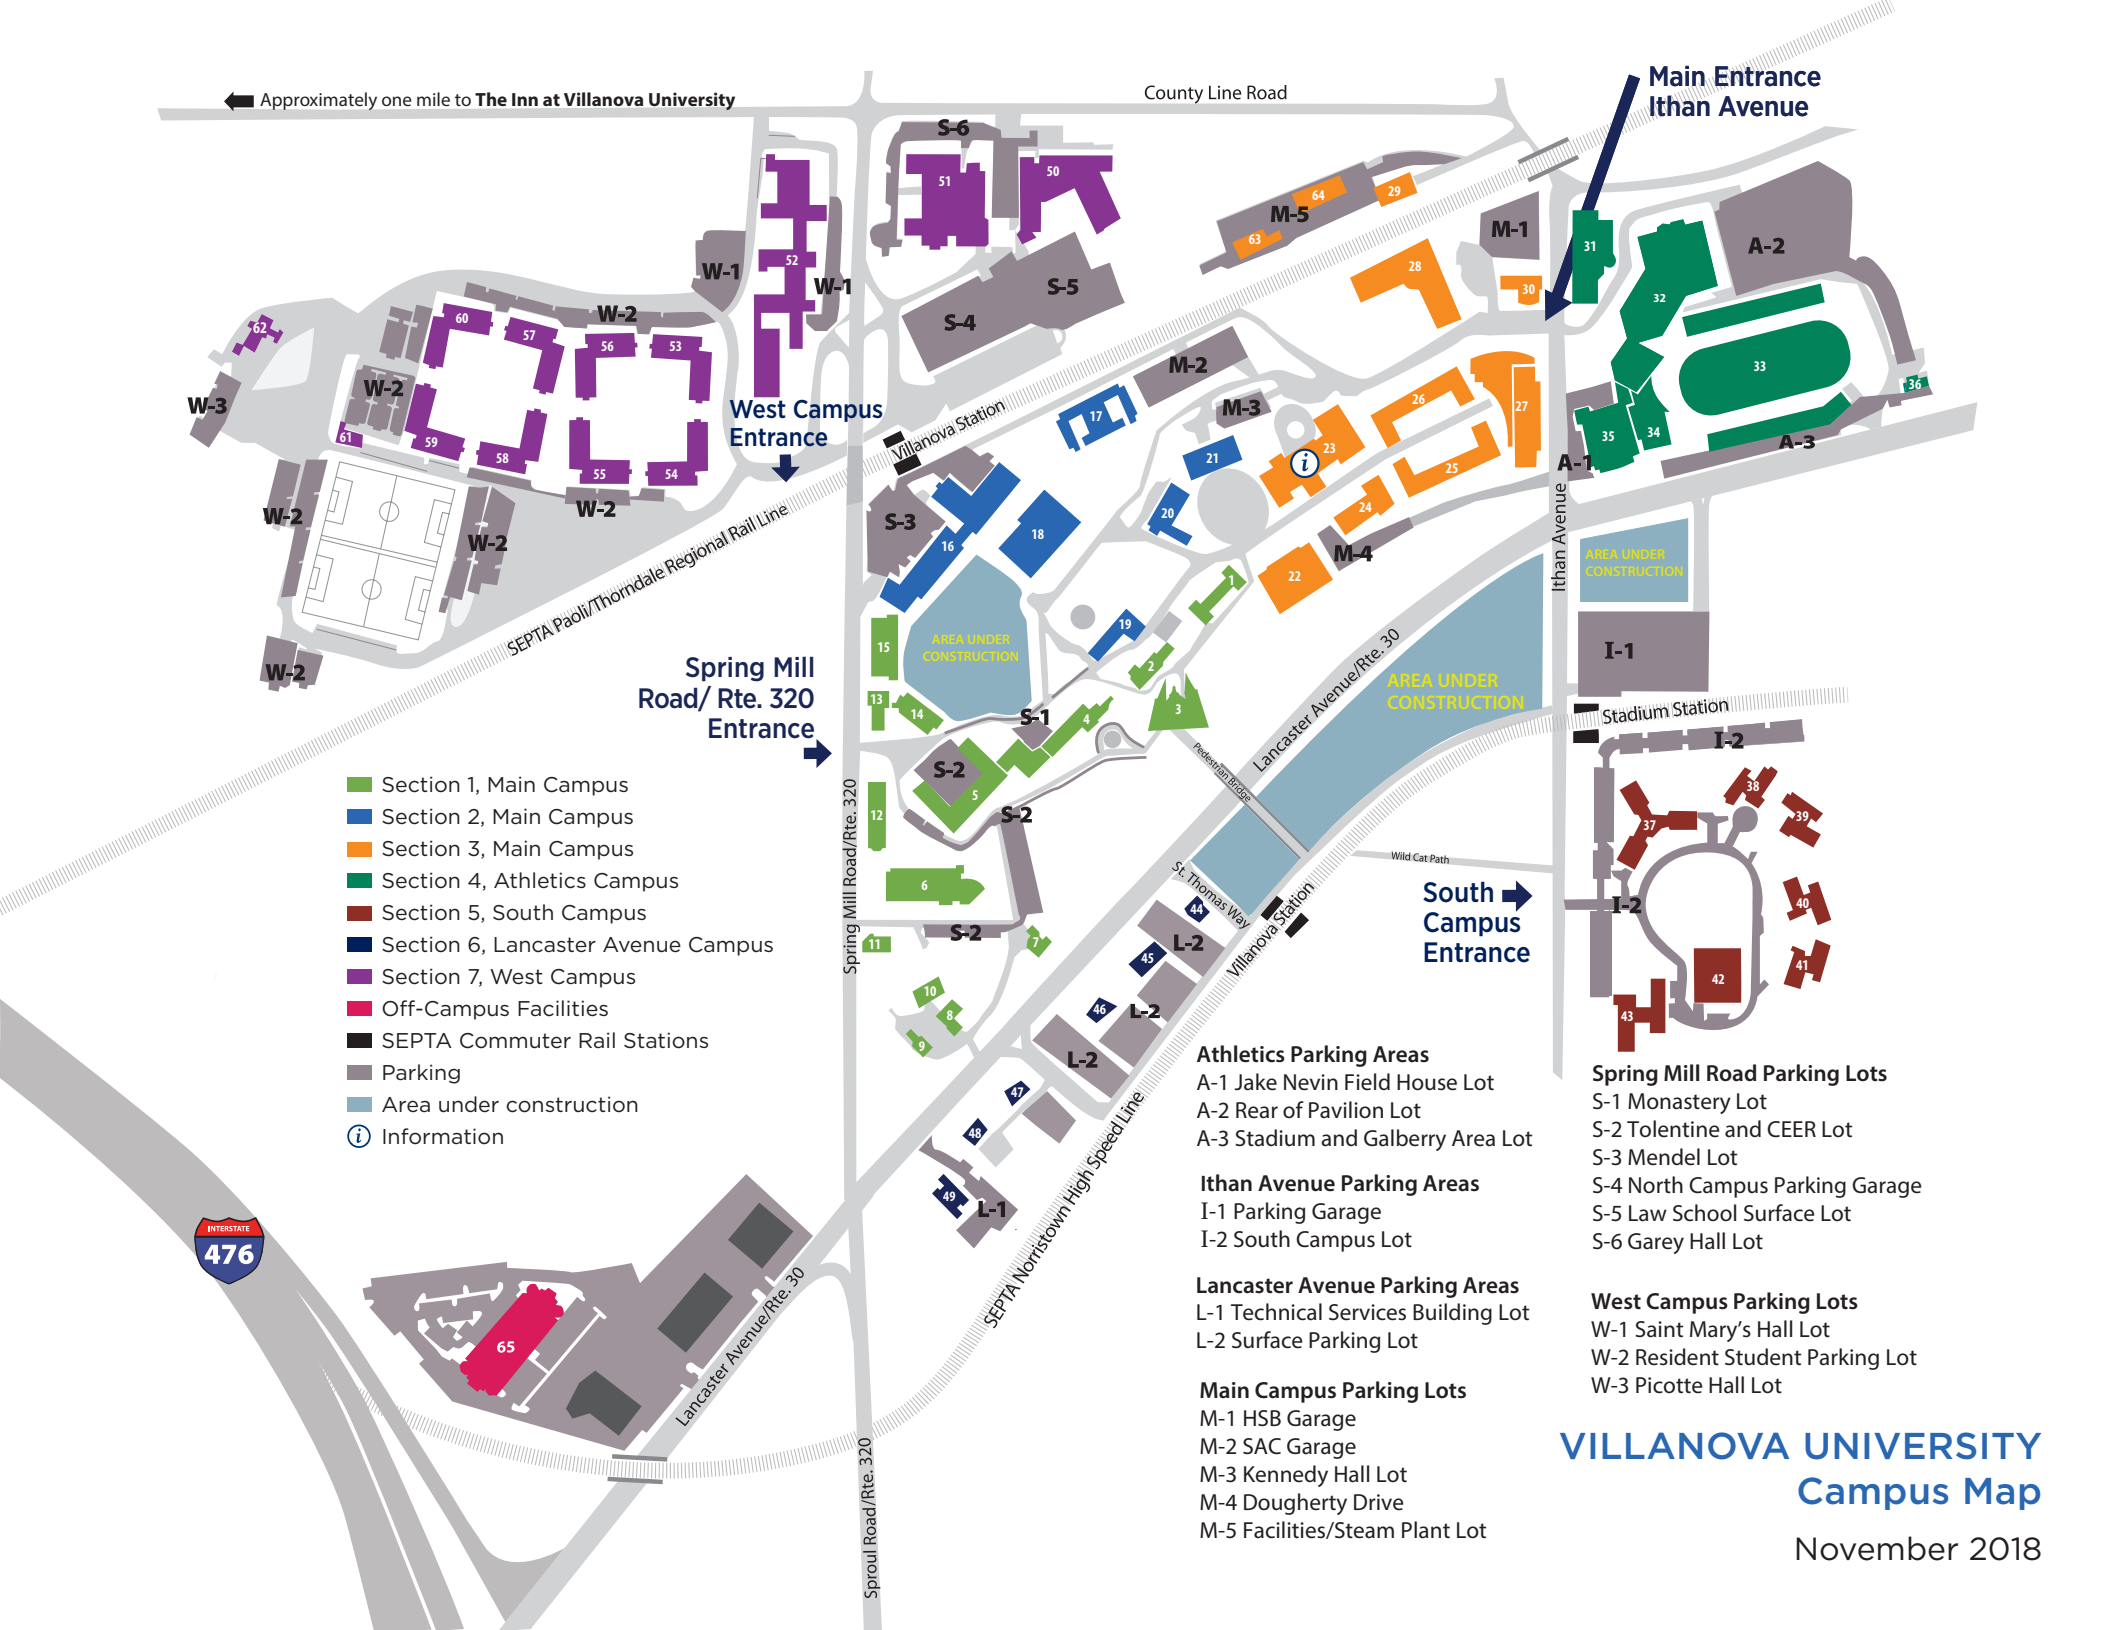 Main Entrance
Ithan Avenue
County Line Road
Approximately one mile to The Inn at Villanova University
S-6
51
50
52
64
29
M-5
63
M-1
31
A-2
28
30
32
W-1
W-1
S-5
S-4
W-2
60
57
56
53
62
M-2
33
36
W-2
W-3
M-3
26
27
West Campus
Entrance
Villanova Station
17
23
35
34
A-3
61
59
58
55
54
21
25
A-1
W-2
W-2
W-2
S-3
20
24
16
18
M-4
Ithan Avenue
AREA UNDER
CONSTRUCTION
SEPTA Paoli/Thorndale Regional Rail Line
22
1
15
AREA UNDER
CONSTRUCTION
19
2
I-1
W-2
Spring Mill
Road/ Rte. 320
Entrance
13
14
S-1
4
3
Lancaster Avenue/Rte. 30
AREA UNDER
CONSTRUCTION
Stadium Station
I-2
S-2
5
Pedestrian Bridge
S-2
12
37
38
39
Spring Mill Road/Rte. 320
6
Wild Cat Path
St. Thomas Way
South
Campus
Entrance
I-2
40
44
S-2
11
7
L-2
Villanova Station
45
41
42
10
8
9
46
L-2
43
L-2
47
48
49
L-1
SEPTA Norristown High Speed Line
Section 1, Main Campus
Section 2, Main Campus
Section 3, Main Campus
Section 4, Athletics Campus
Section 5, South Campus
Section 6, Lancaster Avenue Campus
Section 7, West Campus
Off-Campus Facilities
SEPTA Commuter Rail Stations
Parking
Area under construction
i Information
i
INTERSTATE
476
65
Lancaster Avenue/Rte. 30
Sproul Road/Rte. 320
Athletics Parking Areas
A-1 Jake Nevin Field House Lot
A-2 Rear of Pavilion Lot
A-3 Stadium and Galberry Area Lot
Ithan Avenue Parking Areas
I-1 Parking Garage
I-2 South Campus Lot
Lancaster Avenue Parking Areas
L-1 Technical Services Building Lot
L-2 Surface Parking Lot
Main Campus Parking Lots
M-1 HSB Garage
M-2 SAC Garage
M-3 Kennedy Hall Lot
M-4 Dougherty Drive
M-5 Facilities/Steam Plant Lot
Spring Mill Road Parking Lots
S-1 Monastery Lot
S-2 Tolentine and CEER Lot
S-3 Mendel Lot
S-4 North Campus Parking Garage
S-5 Law School Surface Lot
S-6 Garey Hall Lot
West Campus Parking Lots
W-1 Saint Mary's Hall Lot
W-2 Resident Student Parking Lot
W-3 Picotte Hall Lot
VILLANOVA UNIVERSITY
Campus Map
November 2018